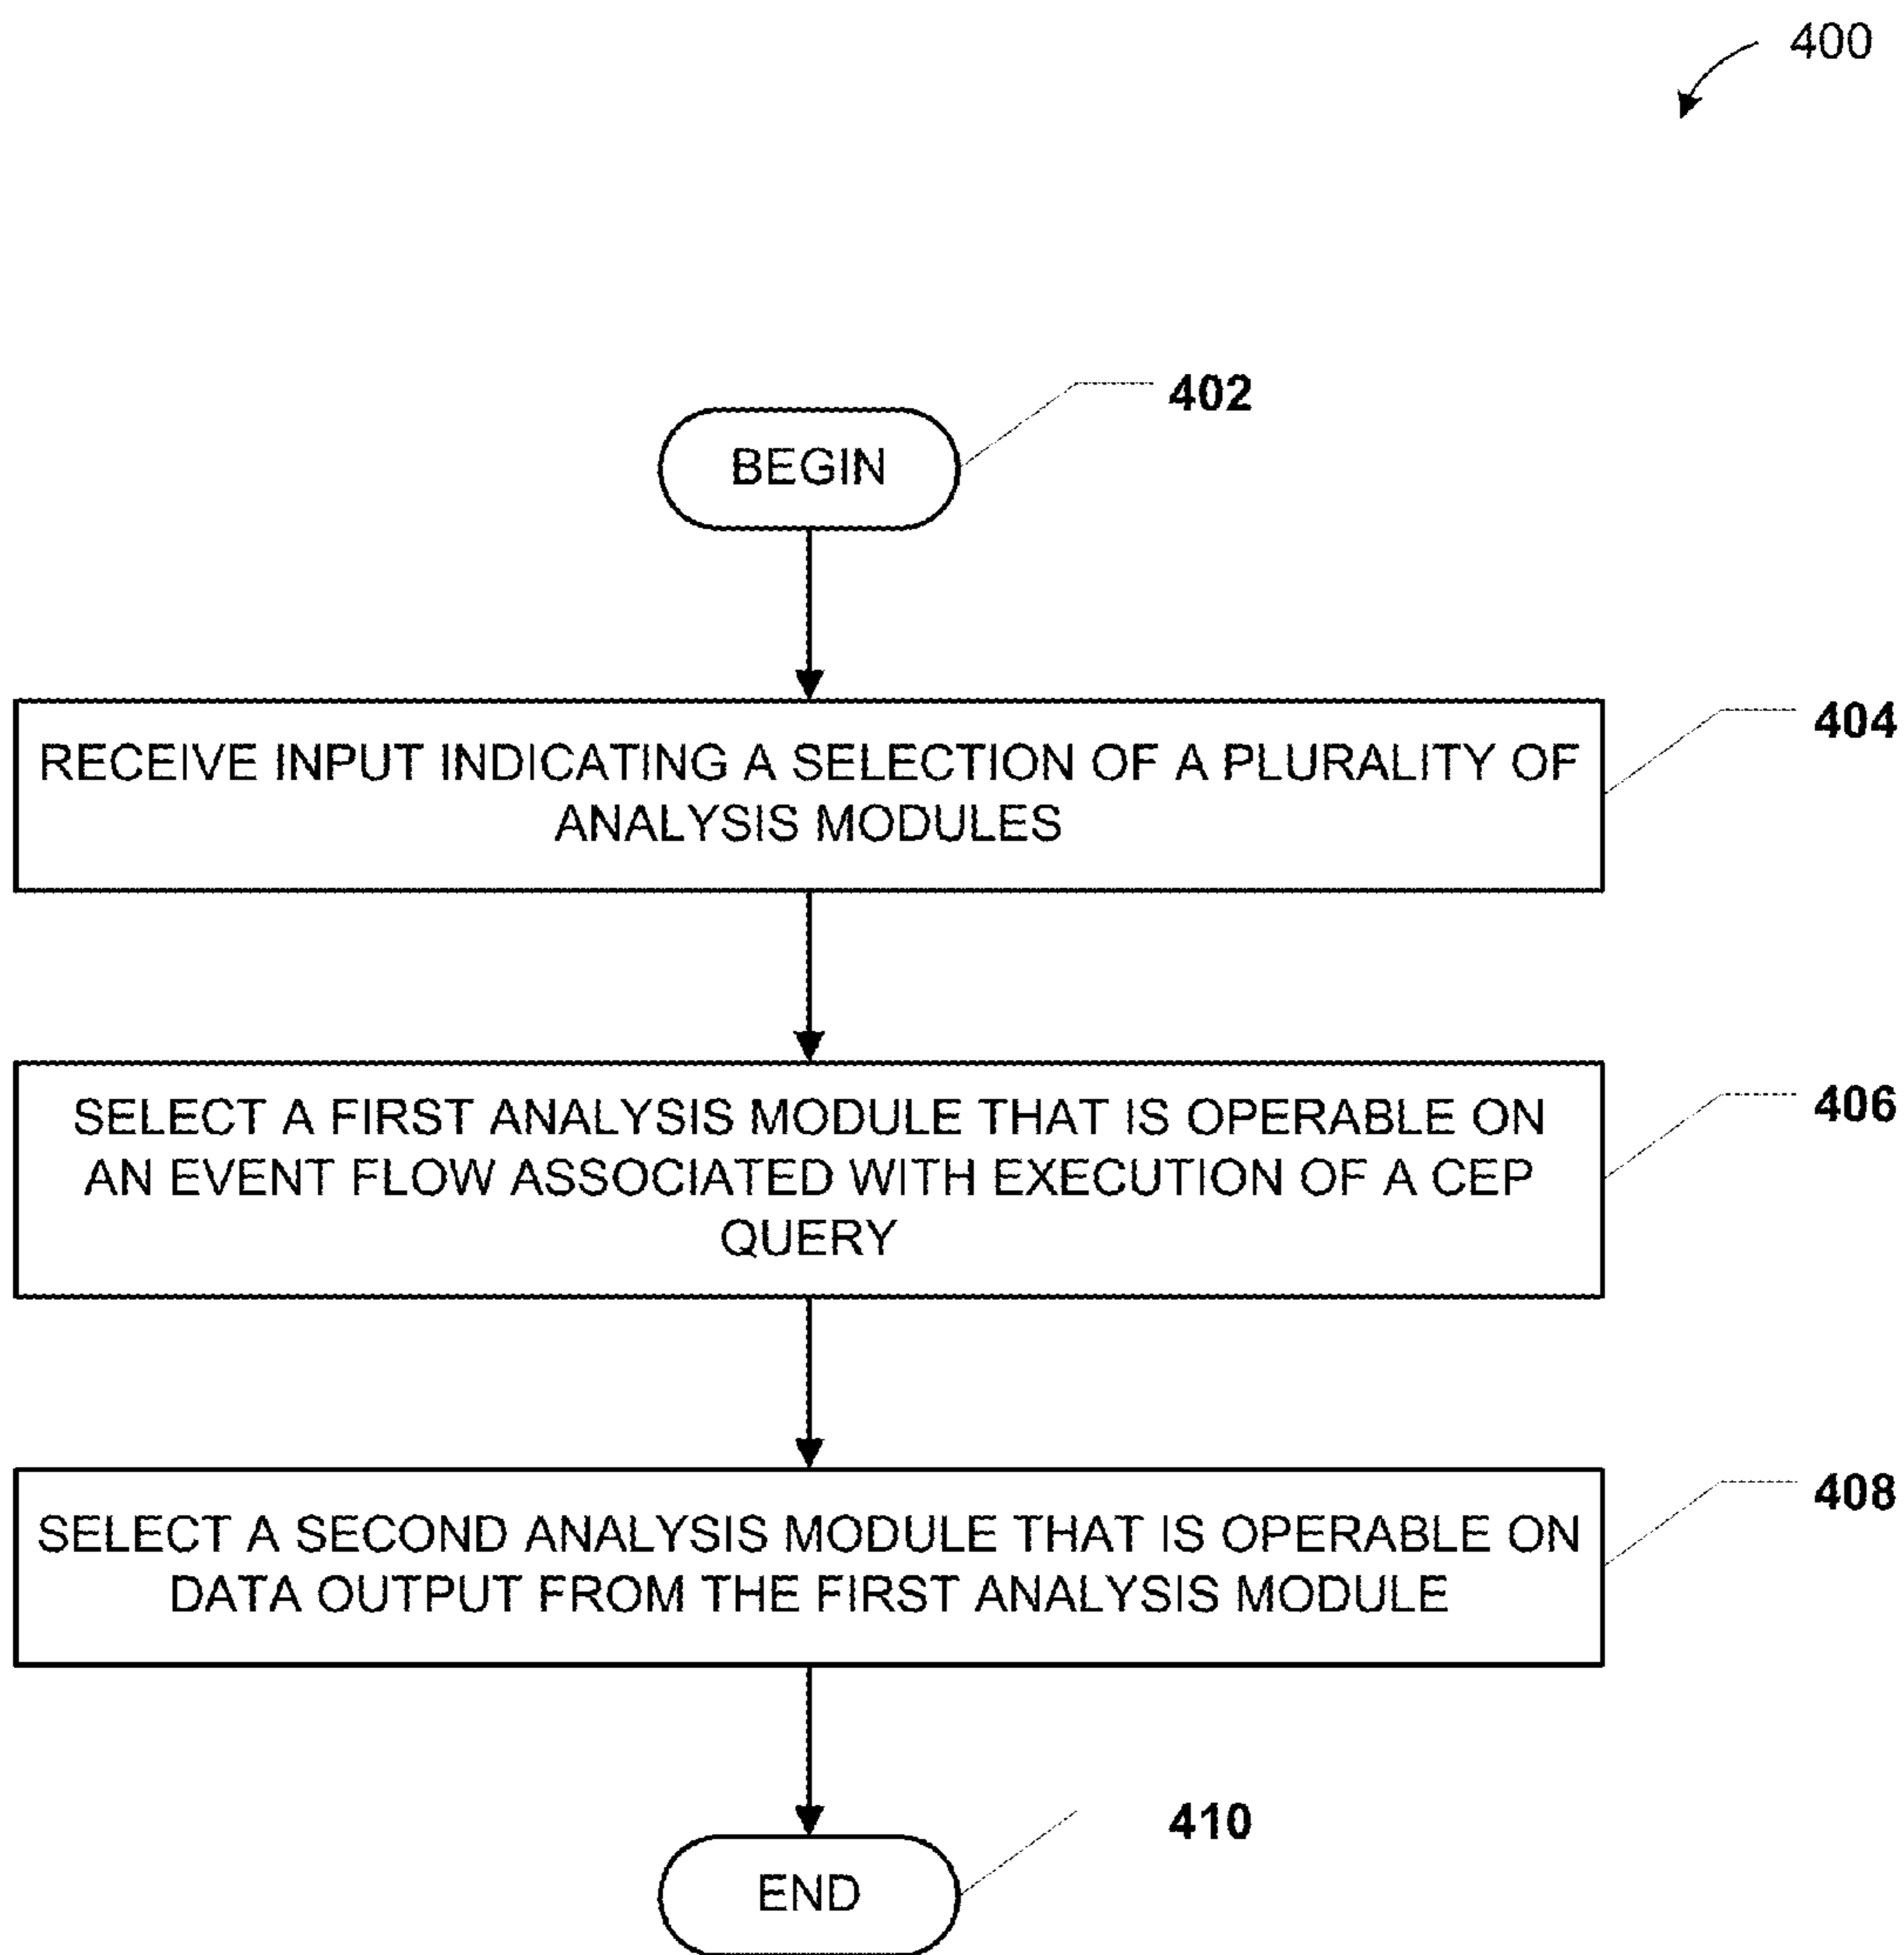 400
402
BEGIN
404
RECEIVE INPUT INDICATING A SELECTION OF A PLURALITY OF
ANALYSIS MODULES
406
SELECT A FIRST ANALYSIS MODULE THAT IS OPERABLE ON
AN EVENT FLOW ASSOCIATED WITH EXECUTION OF A CEP
QUERY
408
SELECT A SECOND ANALYSIS MODULE THAT IS OPERABLE ON
DATA OUTPUT FROM THE FIRST ANALYSIS MODULE
410
END